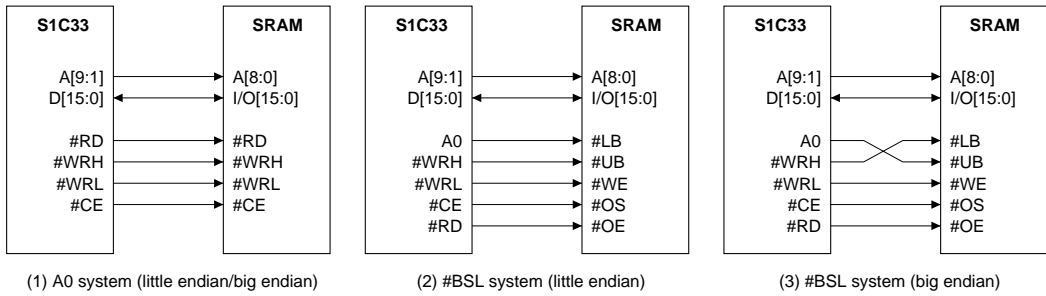 S1C33 SRAM
A[9:1] A[8:0]
D[15:0] I/O[15:0]
#RD #RD
#WRH #WRH
#WRL #WRL
#CE #CE
(1) A0 system (little endian/big endian)
S1C33 SRAM
A[9:1] A[8:0]
D[15:0] I/O[15:0]
A0 #LB
#WRH #UB
#WRL #WE
#CE #OS
#RD #OE
(2) #BSL system (little endian)
S1C33 SRAM
A[9:1] A[8:0]
D[15:0] I/O[15:0]
A0 #LB
#WRH #UB
#WRL #WE
#CE #OS
#RD #OE
(3) #BSL system (big endian)